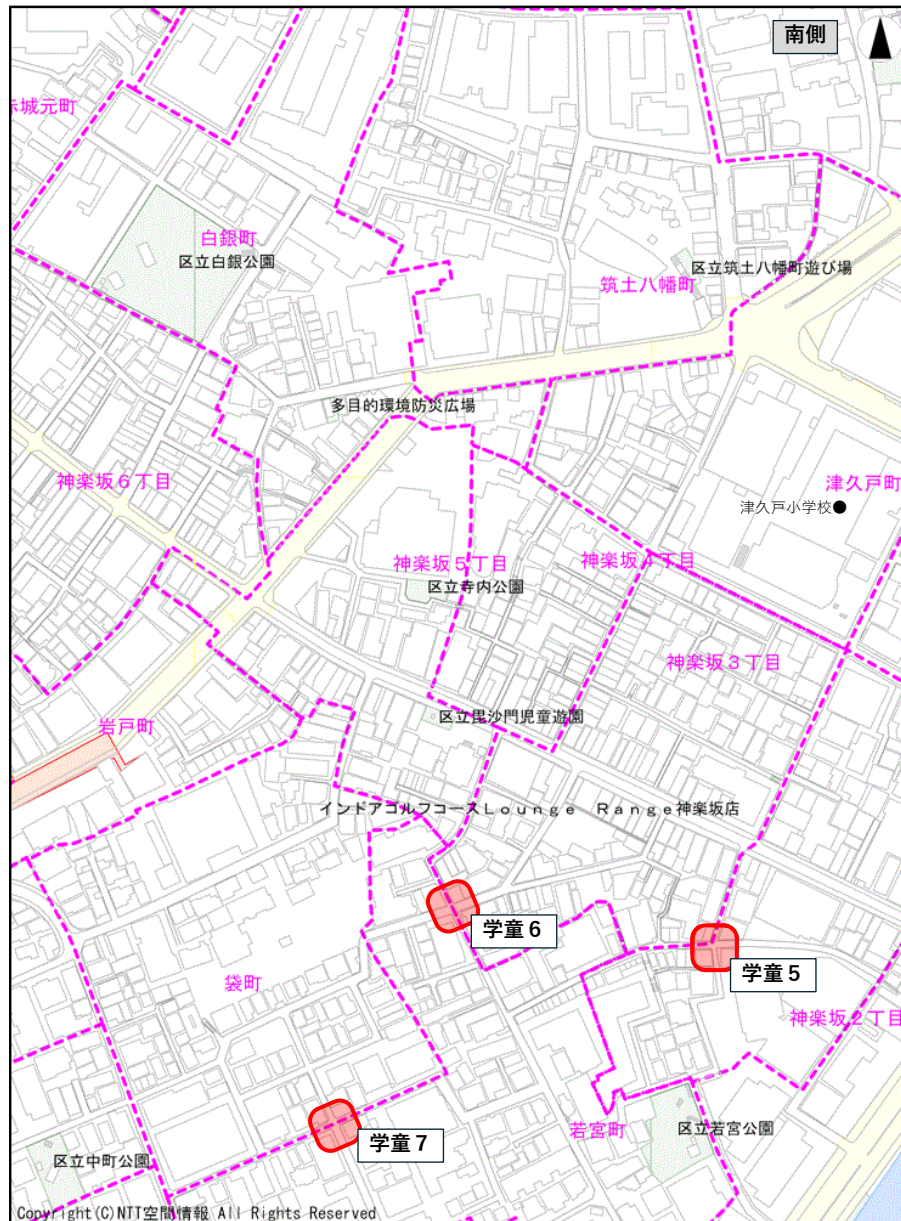 南側
赤城元町
白銀町
区立白銀公園
筑土八幡町
区立筑土八幡町遊び場
多目的環境防災広場
神楽坂６丁目
津久戸町
津久戸小学校●
神楽坂５丁目
神楽坂４丁目
区立寺内公園
神楽坂３丁目
岩戸町
区立毘沙門児童遊園
インドアゴルフコースＬｏｕｎｇｅ　Ｒａｎｇｅ神楽坂店
学童６
学童５
袋町
神楽坂２丁目
若宮町
区立若宮公園
学童７
区立中町公園
Copyright(C)NTT空間情報 All Rights Reserved